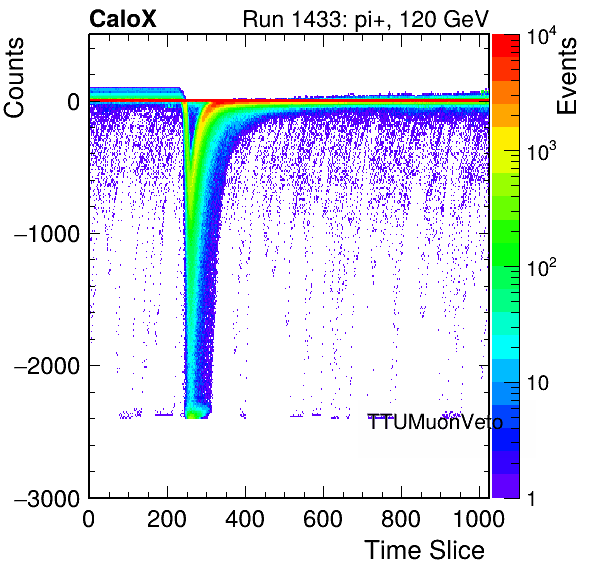 CaloX Run 1433: pi+, 120 GeV
Counts
Events
0
−1000
−2000
−3000
0 200 400 600 800 1000
Time Slice
10⁴
10³
10²
10
1
TTUMuonVeto